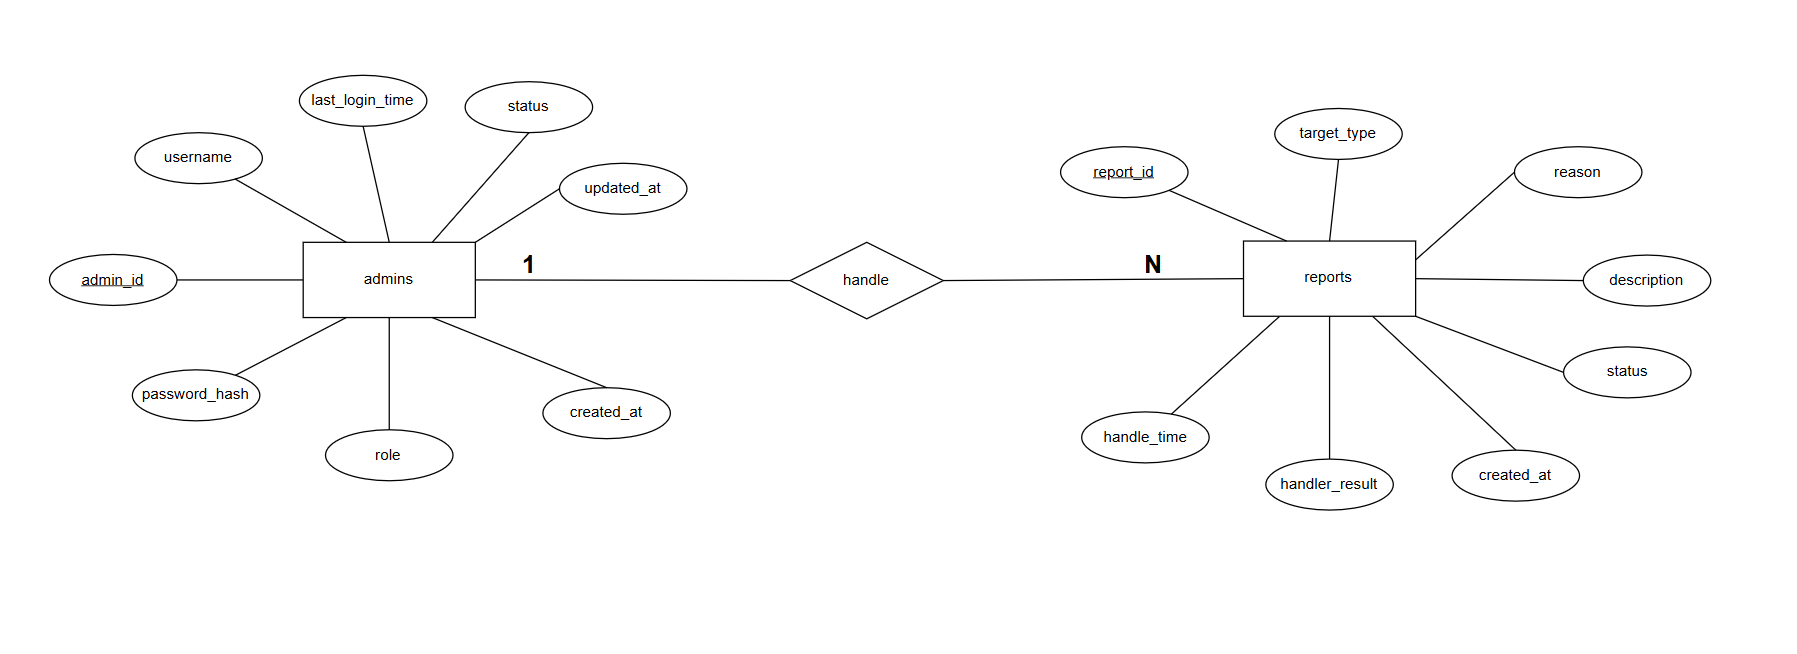 last_login_time
status
username
updated_at
admin_id
admins
1
password_hash
role
created_at
handle
N
target_type
report_id
reason
reports
description
status
handle_time
handler_result
created_at